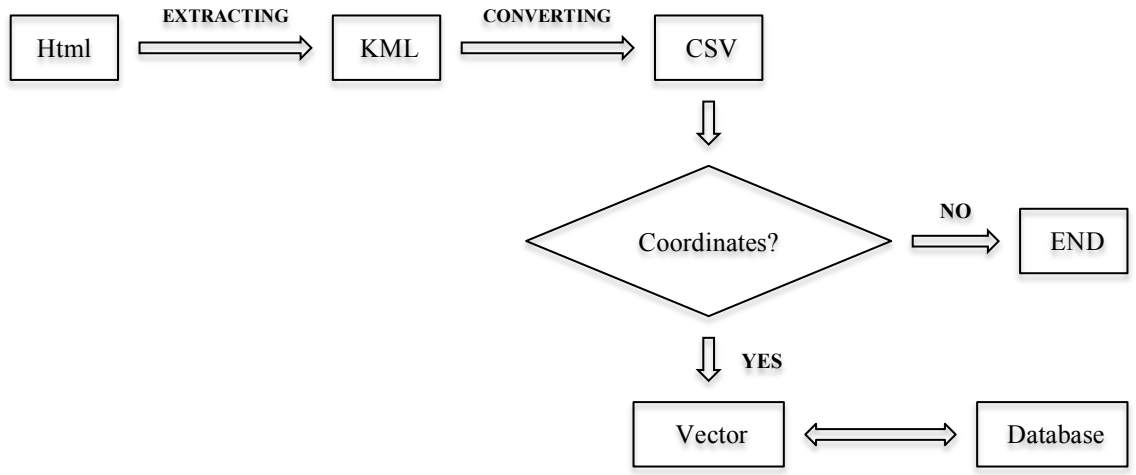 EXTRACTING
CONVERTING
Html
KML
CSV
Coordinates?
NO
END
YES
Vector
Database